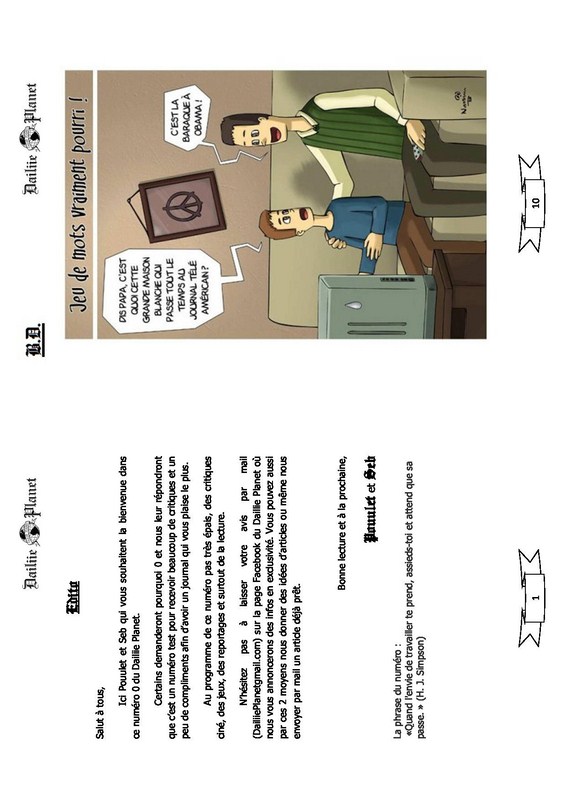 Dailiie Planet
Edito
Salut à tous,
Ici Pouulet et Seb qui vous souhaitent la bienvenue dans
ce numéro 0 du Dailiie Planet.
Certains demanderont pourquoi 0 et nous leur répondront
que c'est un numéro test pour recevoir beaucoup de critiques et un
peu de compliments afin d'avoir un journal qui vous plaise le plus.
Au programme de ce numéro pas très épais, des critiques
ciné, des jeux, des reportages et surtout de la lecture.
N'hésitez pas à laisser votre avis par mail
(DailiiePlanetgmail.com) sur la page Facebook du Dailiie Planet où
nous vous annoncerons des infos en exclusivité. Vous pouvez aussi
par ces 2 moyens nous donner des idées d'articles ou même nous
envoyer par mail un article déjà prêt.
Bonne lecture et à la prochaine,
Pouulet et Seb
La phrase du numéro :
«Quand l'envie de travailler te prend, assieds-toi et attend que sa
passe. » (H. J. Simpson)
1
Dailiie Planet
B.D.
Jeu de mots vraiment pourri !
DIS PAPA, C'EST
QUOI CETTE
GRANDE MAISON
BLANCHE QUI
PASSE TOUT LE
TEMPS AU
JOURNAL TÉLÉ
AMÉRICAIN ?
C'EST LA
BARAQUE À
OBAMA !
10